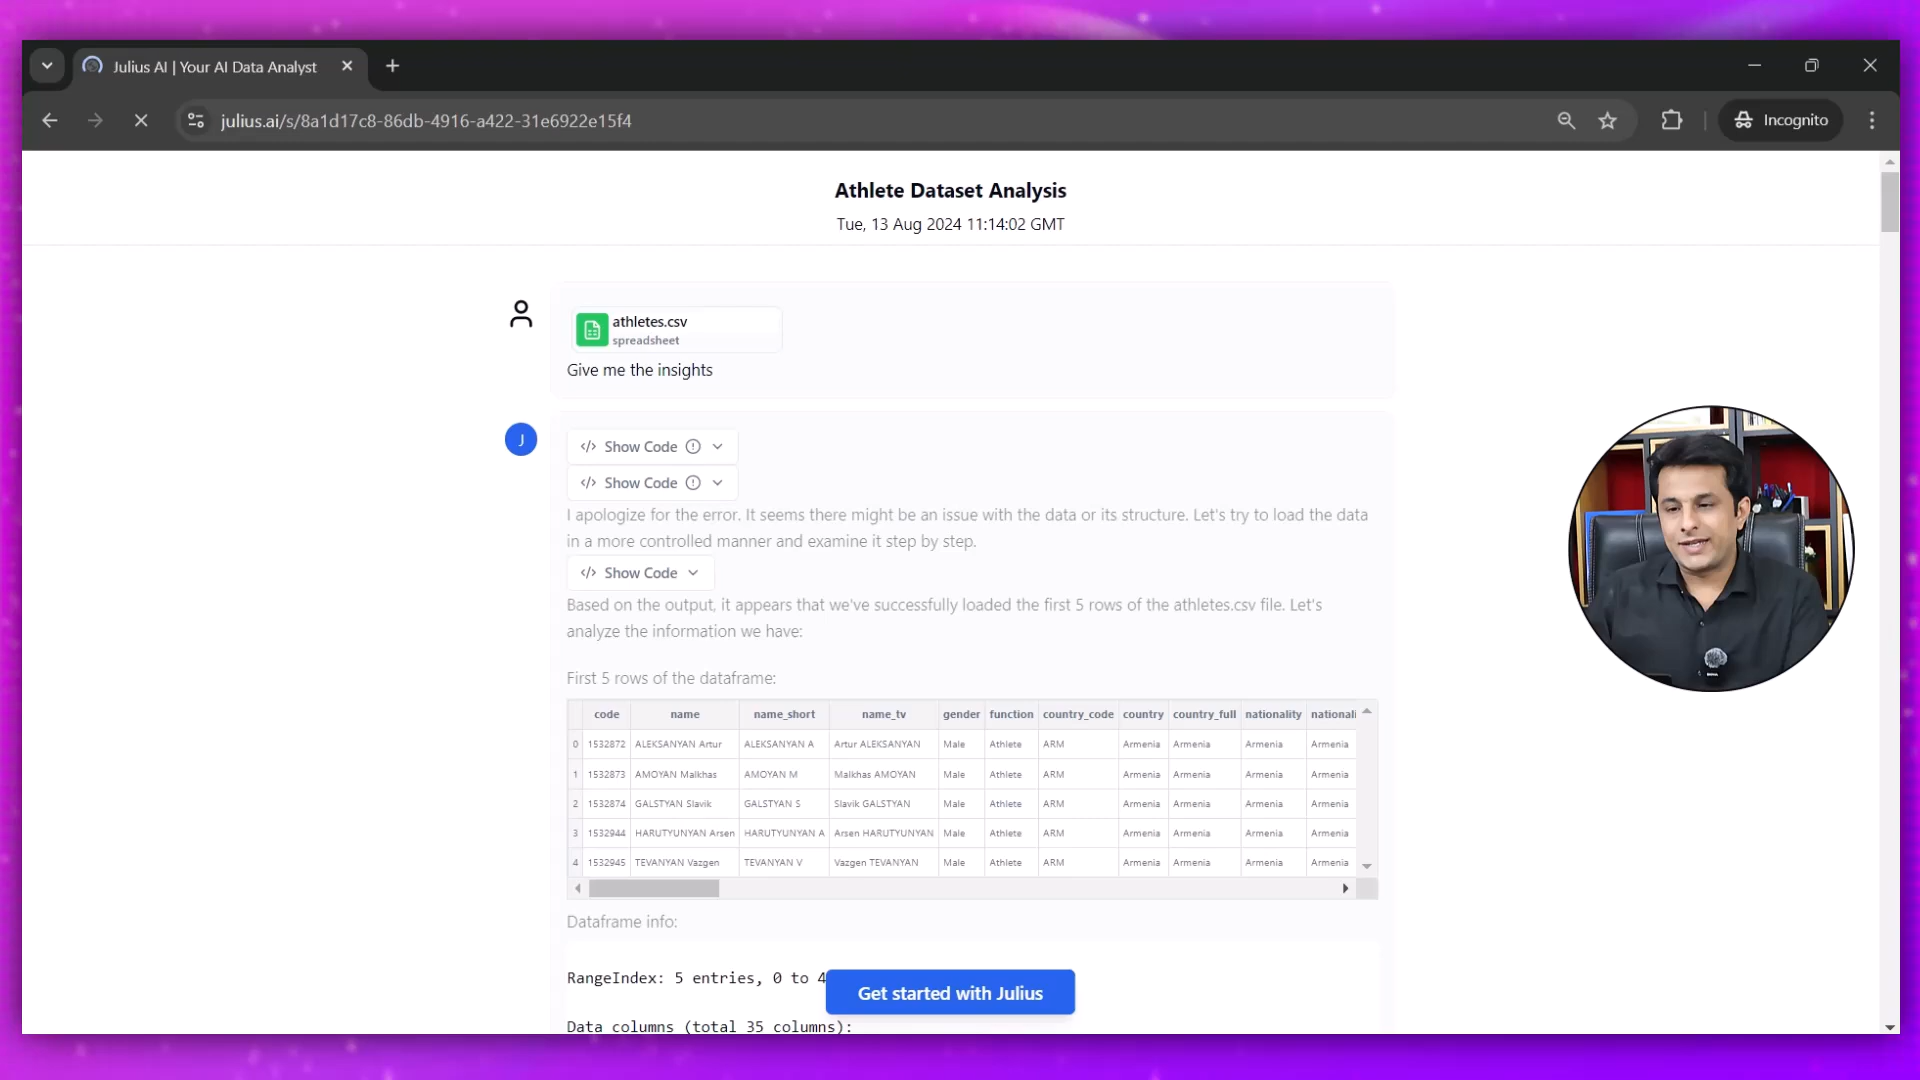 Julius AI | Your AI Data Analyst
julius.ai/s/8a1d17c8-86db-4916-a422-31e6922e15f4
Incognito
Athlete Dataset Analysis
Tue, 13 Aug 2024 11:14:02 GMT
athletes.csv
spreadsheet
Give me the insights
J
Show Code
Show Code
I apologize for the error. It seems there might be an issue with the data or its structure. Let's try to load the data
in a more controlled manner and examine it step by step.
Show Code
Based on the output, it appears that we've successfully loaded the first 5 rows of the athletes.csv file. Let's
analyze the information we have:
First 5 rows of the dataframe:
code name name_short name_tv gender function country_code country country_full nationality nationali
0 1532872 ALEKSANYAN Artur ALEKSANYAN A Artur ALEKSANYAN Male Athlete ARM Armenia Armenia Armenia Armenia
1 1532873 AMOYAN Malkhas AMOYAN M Malkhas AMOYAN Male Athlete ARM Armenia Armenia Armenia Armenia
2 1532874 GALSTYAN Slavik GALSTYAN S Slavik GALSTYAN Male Athlete ARM Armenia Armenia Armenia Armenia
3 1532944 HARUTYUNYAN Arsen HARUTYUNYAN A Arsen HARUTYUNYAN Male Athlete ARM Armenia Armenia Armenia Armenia
4 1532945 TEVANYAN Vazgen TEVANYAN V Vazgen TEVANYAN Male Athlete ARM Armenia Armenia Armenia Armenia
Dataframe info:
RangeIndex: 5 entries, 0 to 4
Get started with Julius
Data columns (total 35 columns):